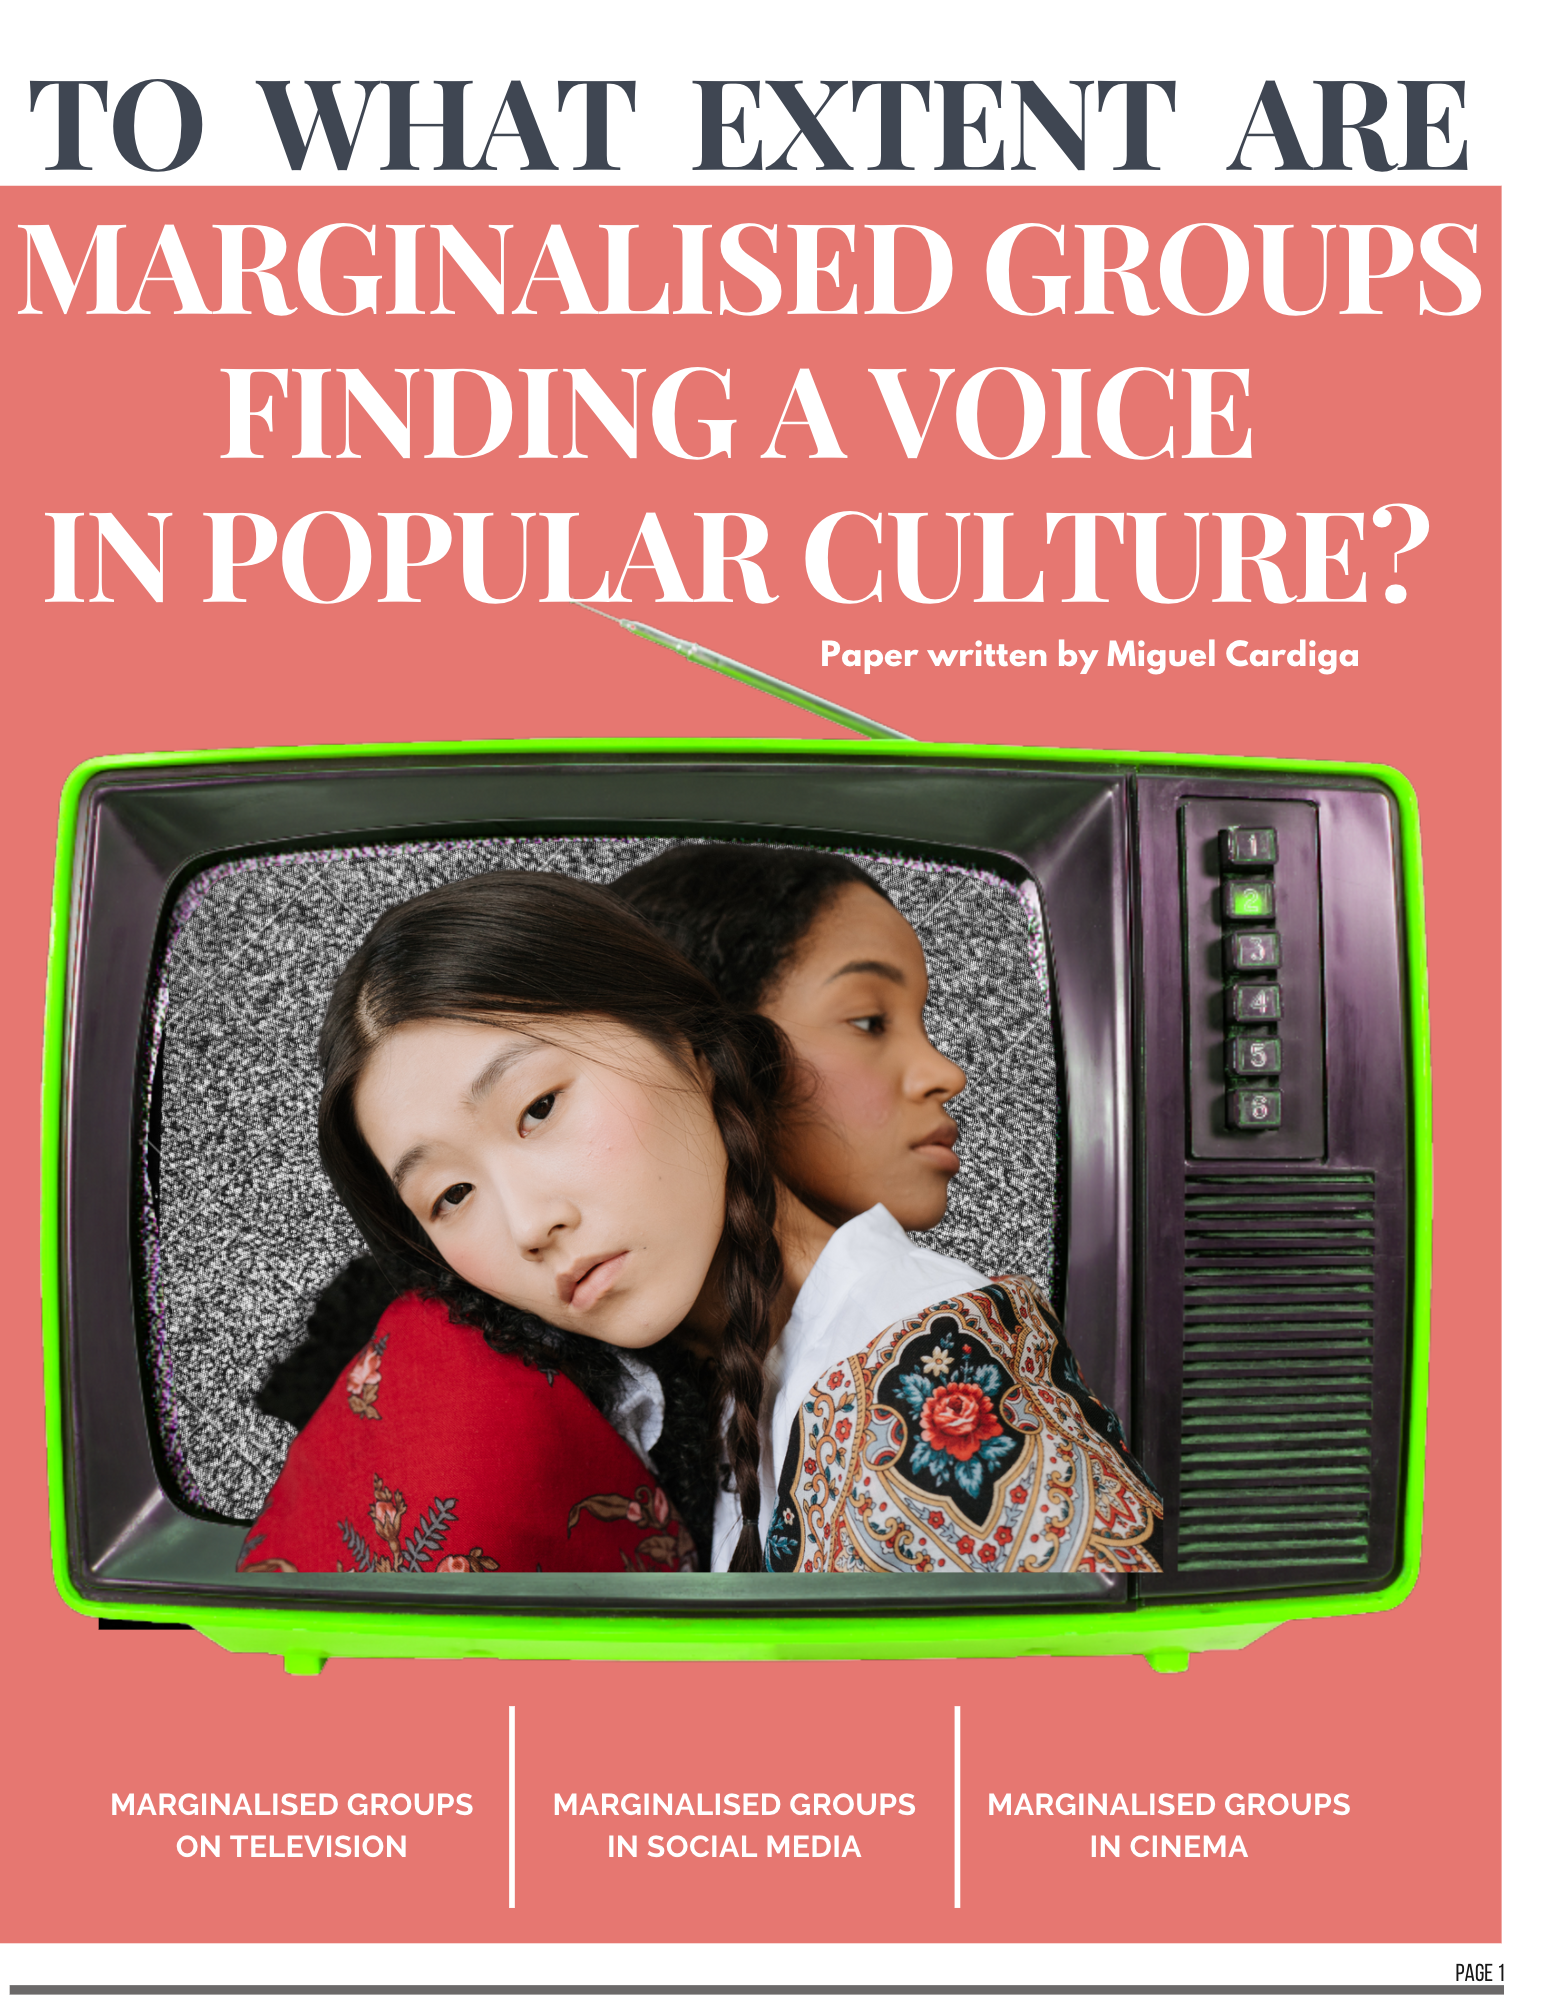 TO WHAT EXTENT ARE
MARGINALISED GROUPS
FINDING A VOICE
IN POPULAR CULTURE?
Paper written by Miguel Cardiga
1
2
3
4
5
6
MARGINALISED GROUPS
ON TELEVISION
MARGINALISED GROUPS
IN SOCIAL MEDIA
MARGINALISED GROUPS
IN CINEMA
PAGE 1